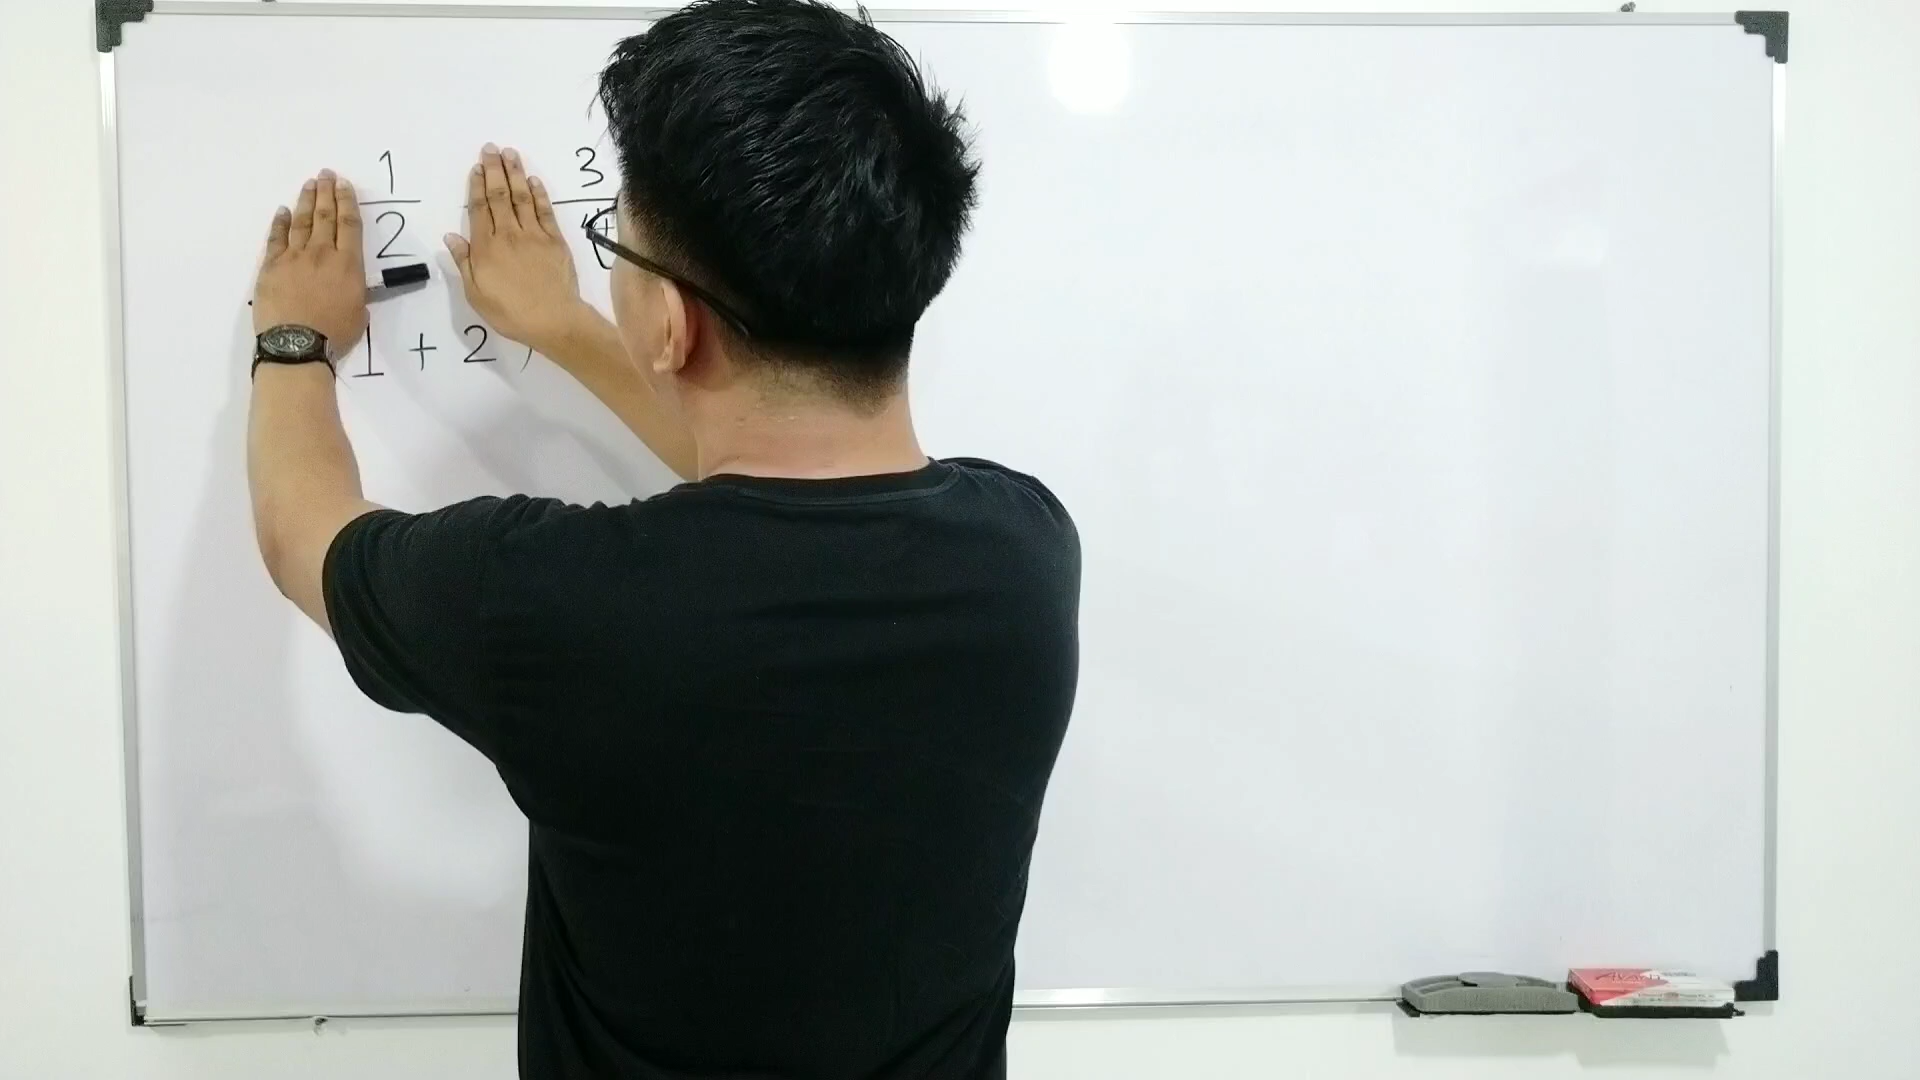 1/2 3/4
(1 + 2)